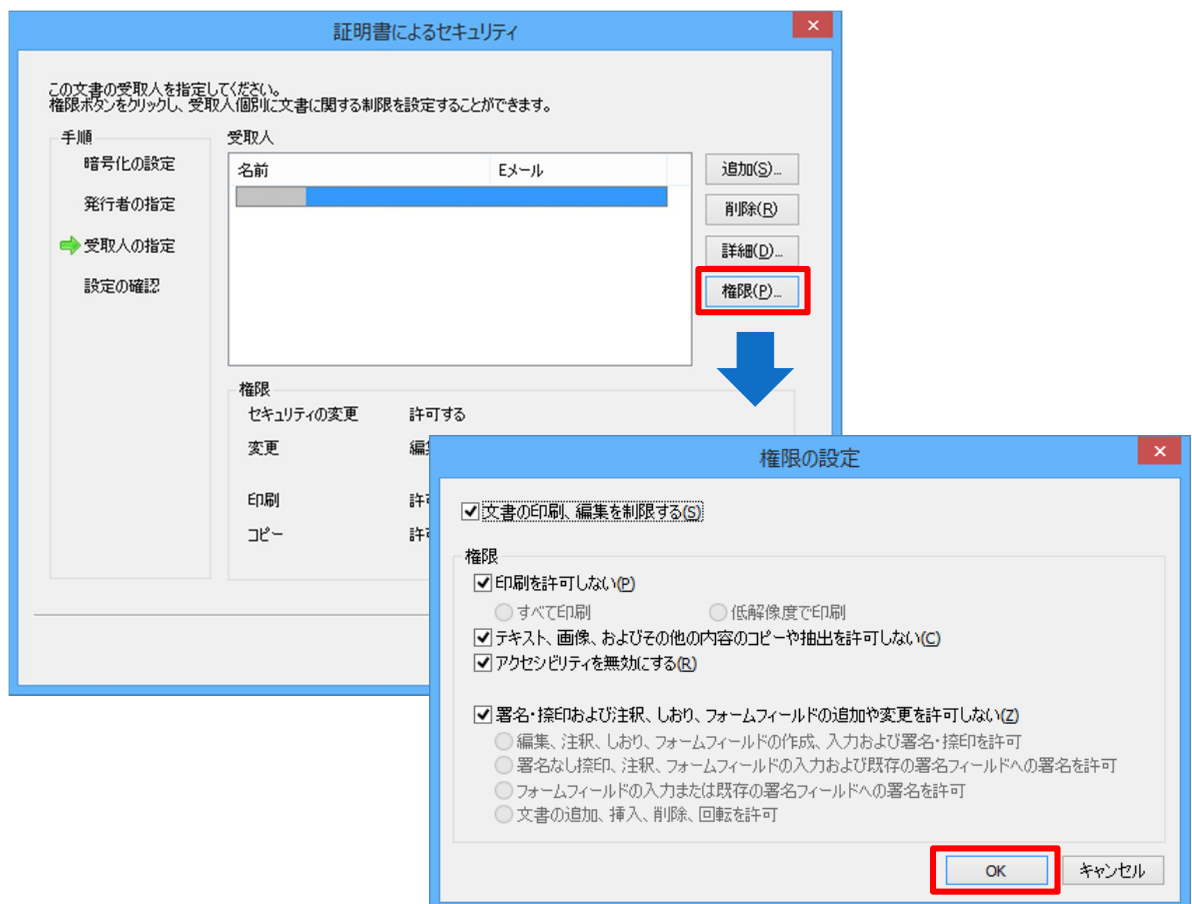 証明書によるセキュリティ
この文書の受取人を指定してください。
権限ボタンをクリックし、受取人個別に文書に関する制限を設定することができます。
手順
暗号化の設定
発行者の指定
受取人の指定
設定の確認
受取人
名前 Eメール
追加(S)...
削除(R)
詳細(D)...
権限(P)...
権限
セキュリティの変更 許可する
変更 編
印刷 許
コピー 許
権限の設定
文書の印刷、編集を制限する(S)
権限
印刷を許可しない(P)
すべて印刷 低解像度で印刷
テキスト、画像、およびその他の内容のコピーや抽出を許可しない(C)
アクセシビリティを無効にする(R)
署名・捺印および注釈、しおり、フォームフィールドの追加や変更を許可しない(Z)
編集、注釈、しおり、フォームフィールドの作成、入力および署名・捺印を許可
署名なし捺印、注釈、フォームフィールドの入力および既存の署名フィールドへの署名を許可
フォームフィールドの入力または既存の署名フィールドへの署名を許可
文書の追加、挿入、削除、回転を許可
OK キャンセル